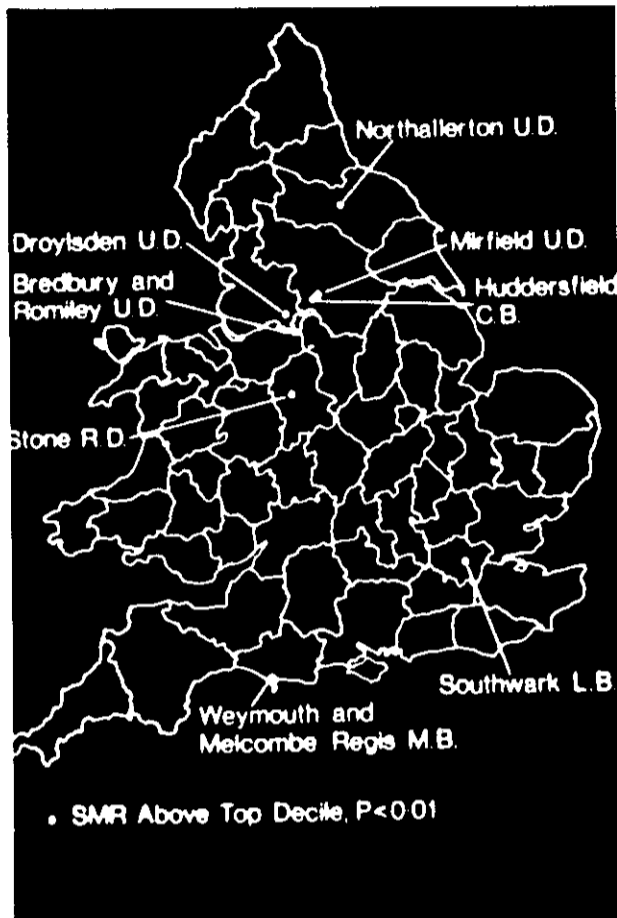 Northallerton U.D.
Droylsden U.D.
Mirfield U.D.
Bredbury and
Romiley U.D.
Huddersfield
C.B.
Stone R.D.
Southwark L.B.
Weymouth and
Melcombe Regis M.B.
• SMR Above Top Decile, P<0·01